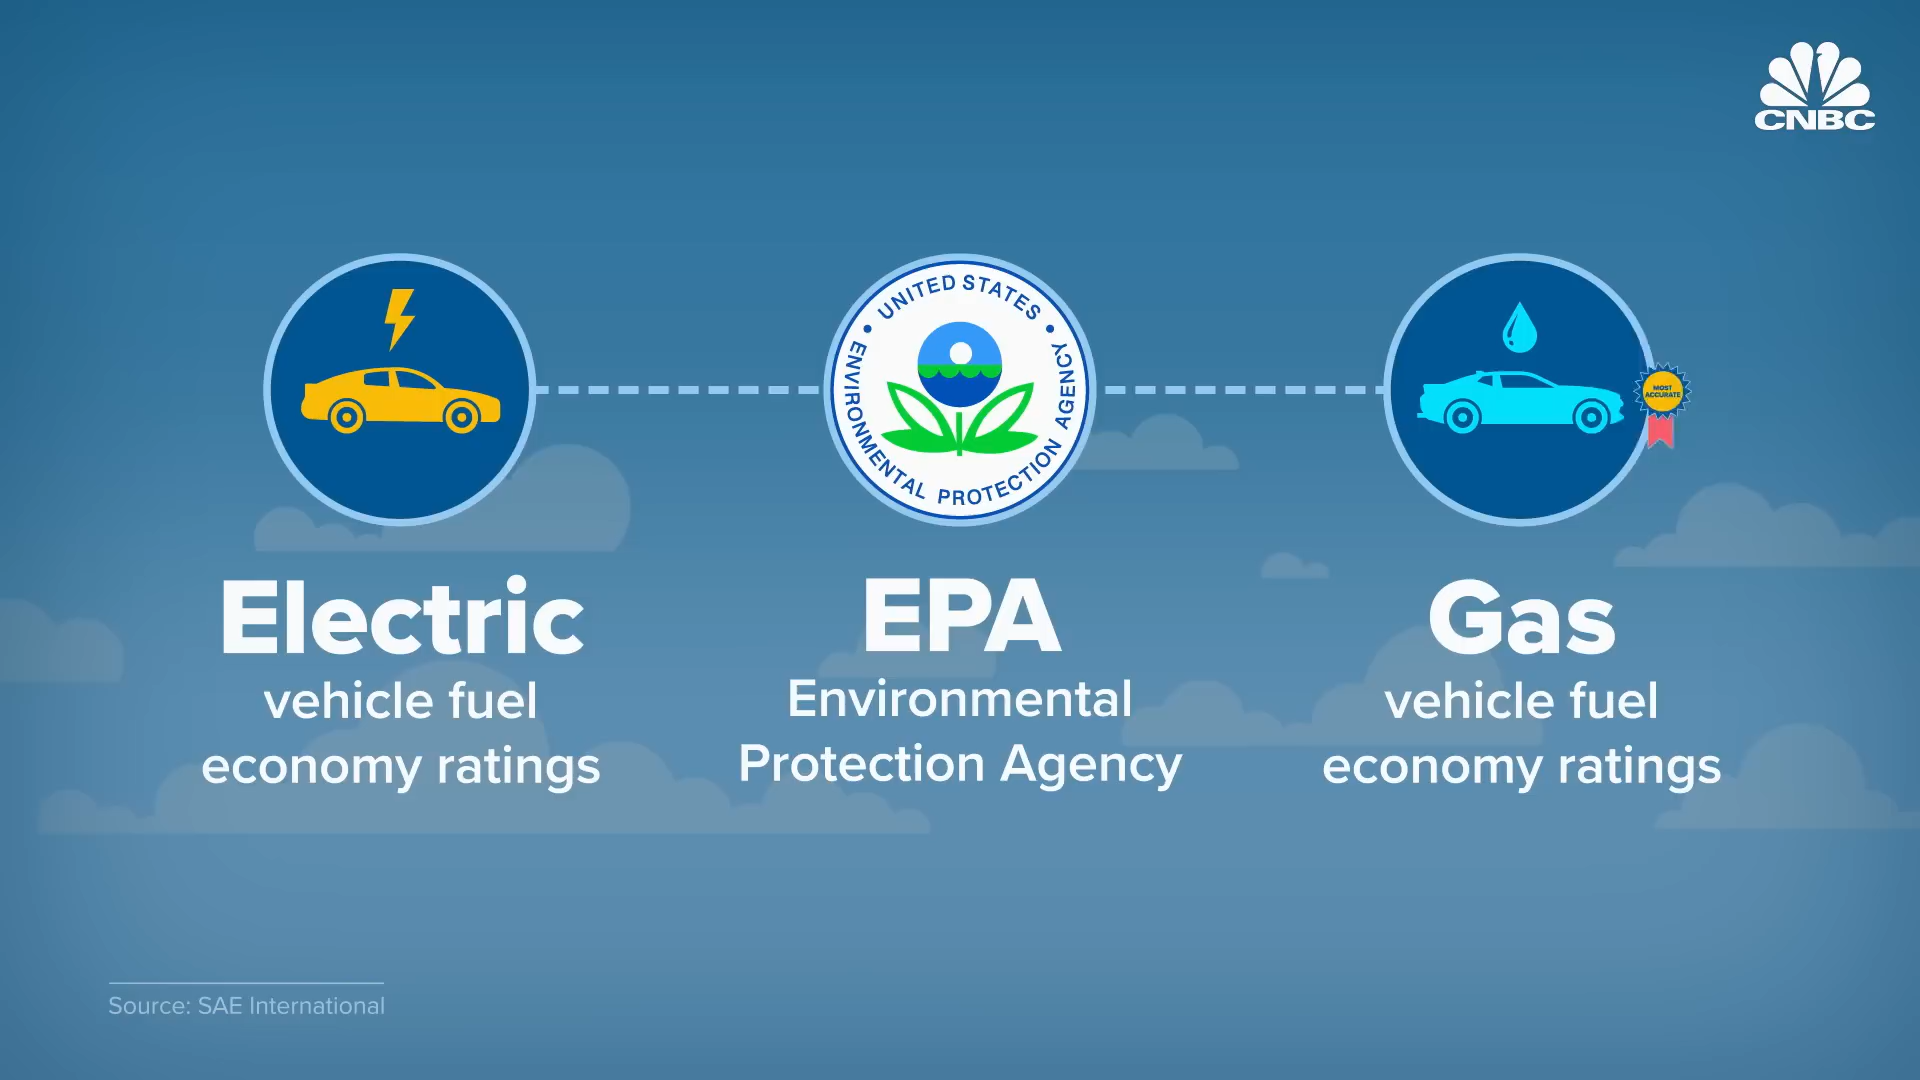 CNBC
UNITED STATES
ENVIRONMENTAL PROTECTION AGENCY
MOST
ACCURATE
Electric
vehicle fuel
economy ratings
EPA
Environmental
Protection Agency
Gas
vehicle fuel
economy ratings
Source: SAE International